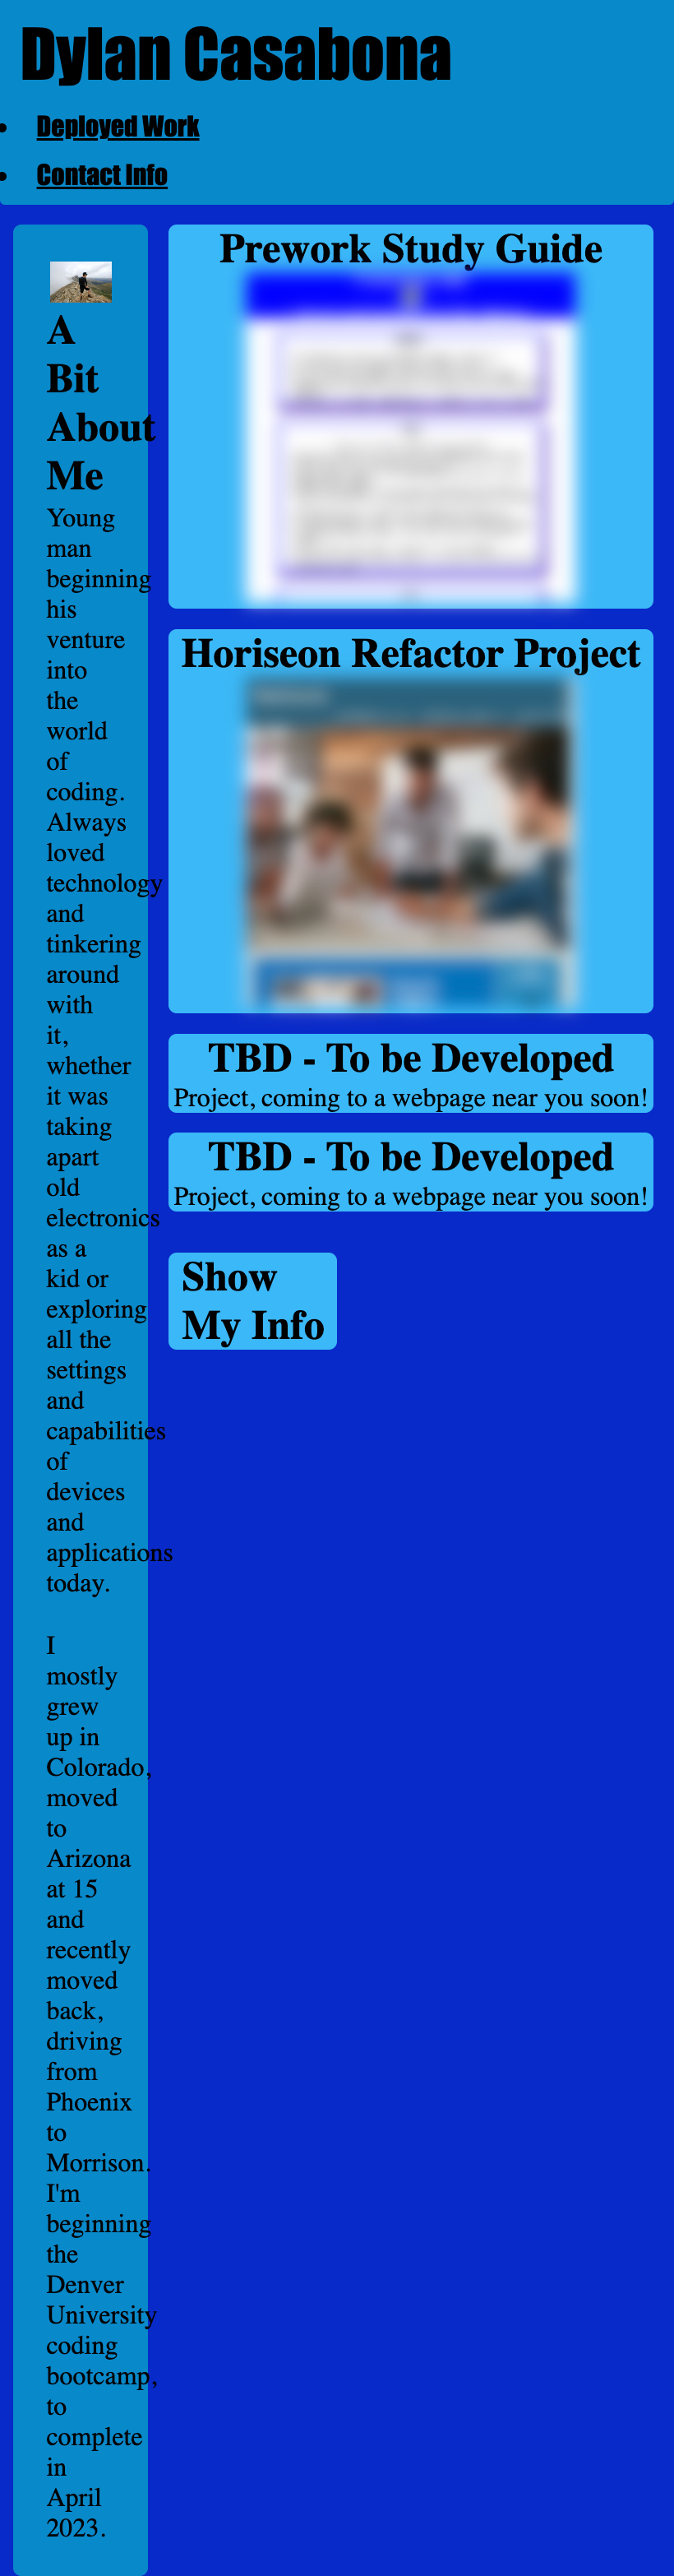 Dylan Casabona
Deployed Work
Contact Info
A
Bit
About
Me
Young
man
beginning
his
venture
into
the
world
of
coding.
Always
loved
technology
and
tinkering
around
with
it,
whether
it was
taking
apart
old
electronics
as a
kid or
exploring
all the
settings
and
capabilities
of
devices
and
applications
today.
I
mostly
grew
up in
Colorado,
moved
to
Arizona
at 15
and
recently
moved
back,
driving
from
Phoenix
to
Morrison.
I'm
beginning
the
Denver
University
coding
bootcamp,
to
complete
in
April
2023.
Prework Study Guide
Horiseon Refactor Project
TBD - To be Developed
Project, coming to a webpage near you soon!
TBD - To be Developed
Project, coming to a webpage near you soon!
Show
My Info